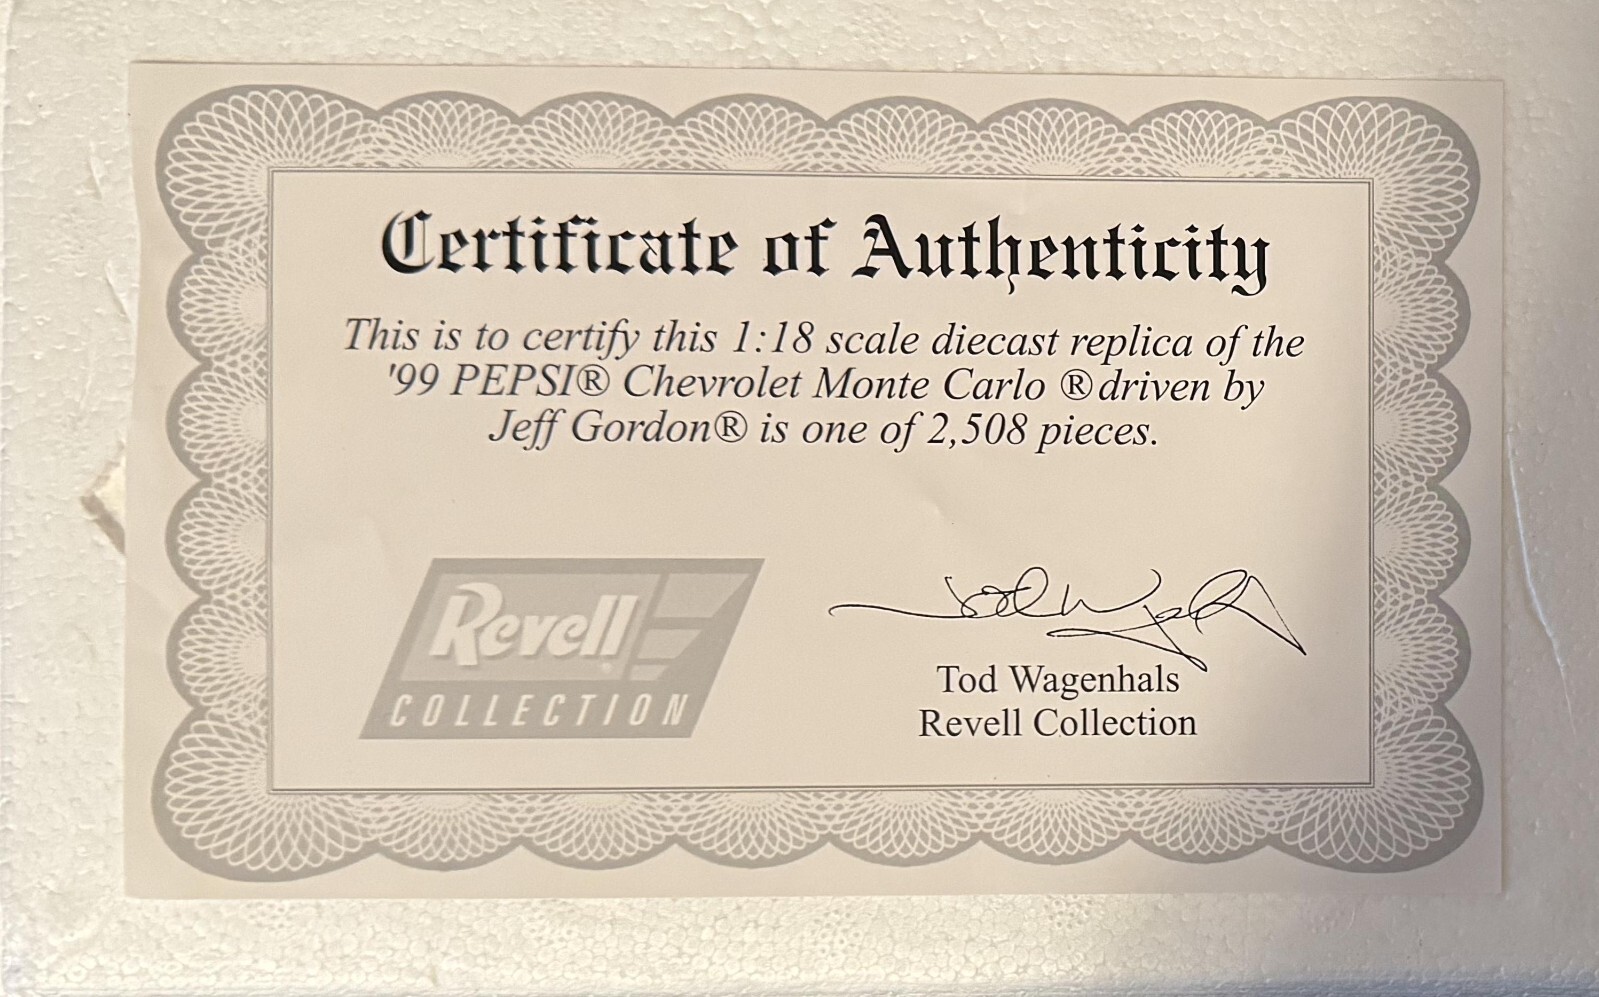 Certificate of Authenticity
This is to certify this 1:18 scale diecast replica of the
'99 PEPSI® Chevrolet Monte Carlo ® driven by
Jeff Gordon® is one of 2,508 pieces.
Revell
COLLECTION
Tod Wagenhals
Revell Collection